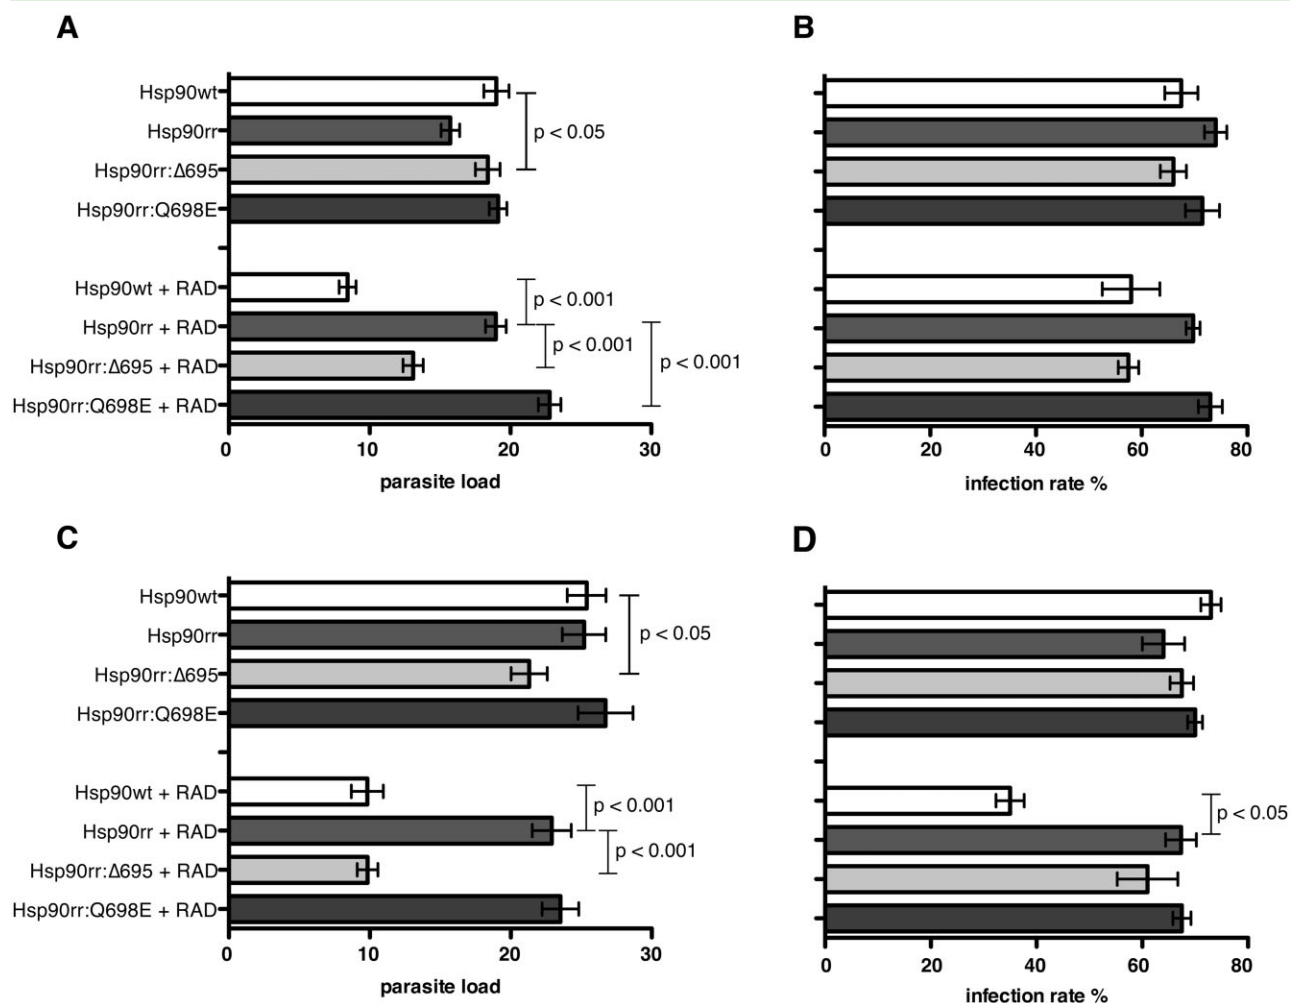 A
Hsp90wt
Hsp90rr
Hsp90rr:Δ695
Hsp90rr:Q698E
p < 0.05
Hsp90wt + RAD
Hsp90rr + RAD
Hsp90rr:Δ695 + RAD
Hsp90rr:Q698E + RAD
p < 0.001
p < 0.001
p < 0.001
0 10 20 30
parasite load
B
0 20 40 60 80
infection rate %
C
Hsp90wt
Hsp90rr
Hsp90rr:Δ695
Hsp90rr:Q698E
p < 0.05
Hsp90wt + RAD
Hsp90rr + RAD
Hsp90rr:Δ695 + RAD
Hsp90rr:Q698E + RAD
p < 0.001
p < 0.001
0 10 20 30
parasite load
D
p < 0.05
0 20 40 60 80
infection rate %